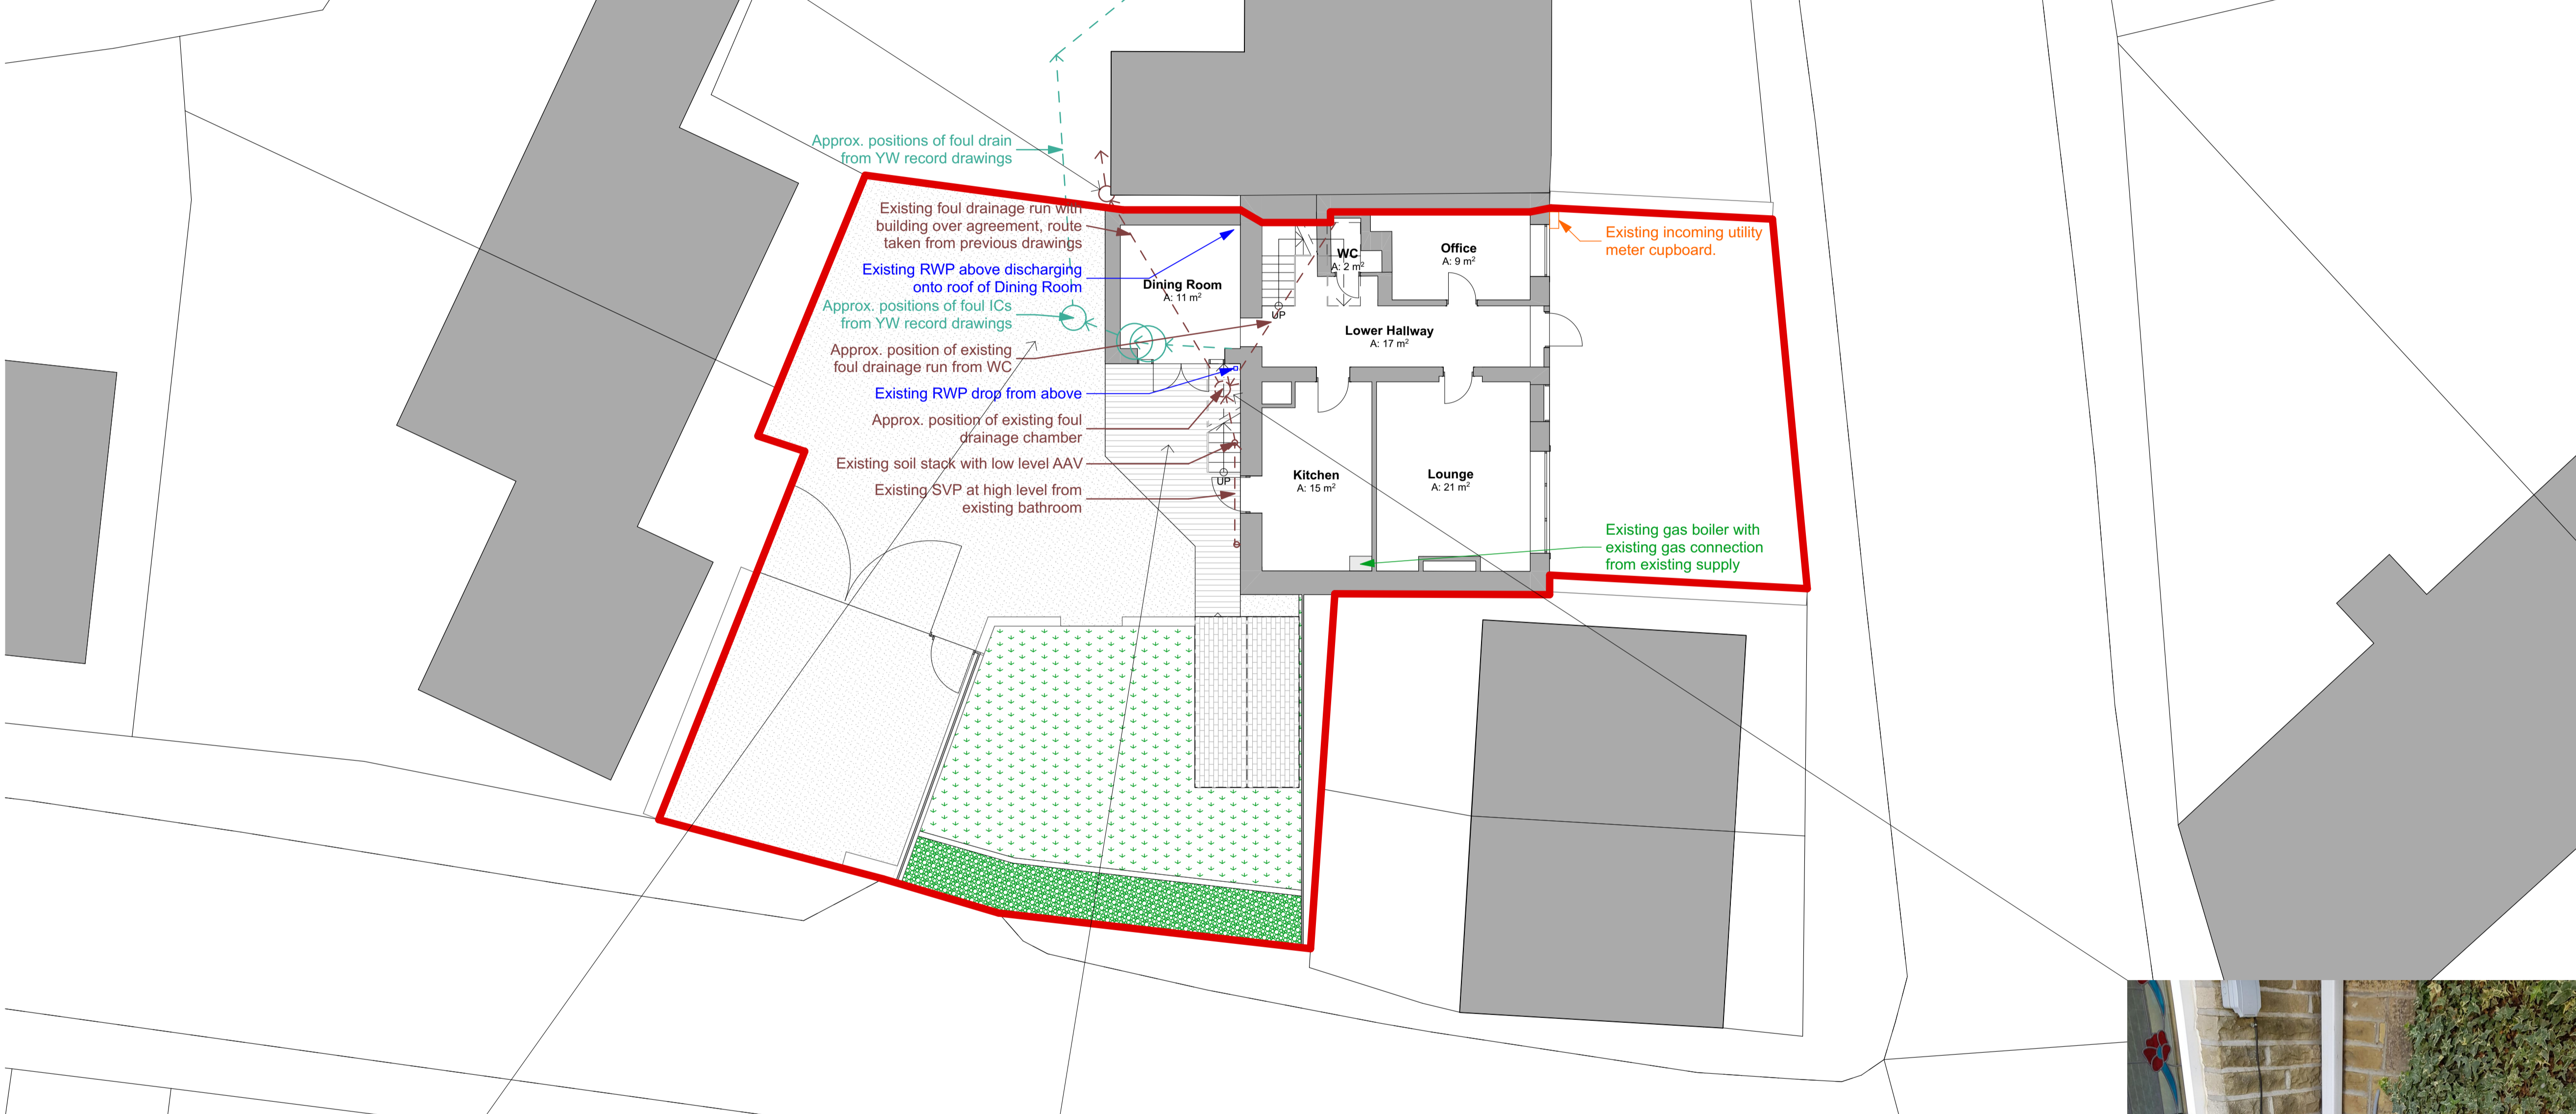 Approx. positions of foul drain
from YW record drawings
Existing foul drainage run with
building over agreement, route
taken from previous drawings
Existing RWP above discharging
onto roof of Dining Room
Approx. positions of foul ICs
from YW record drawings
Approx. position of existing
foul drainage run from WC
Existing RWP drop from above
Approx. position of existing foul
drainage chamber
Existing soil stack with low level AAV
Existing SVP at high level from
existing bathroom
Dining Room
A: 11 m²
UP
WC
A: 2 m²
Office
A: 9 m²
Lower Hallway
A: 17 m²
UP
Kitchen
A: 15 m²
Lounge
A: 21 m²
Existing incoming utility
meter cupboard.
Existing gas boiler with
existing gas connection
from existing supply